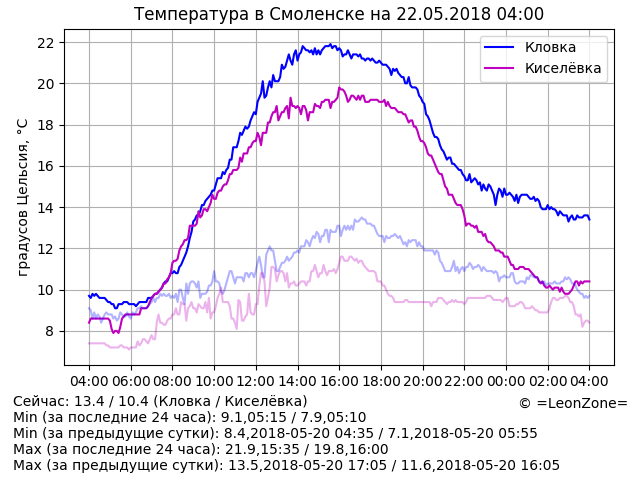 Температура в Смоленске на 22.05.2018 04:00
Кловка
Киселёвка
градусов Цельсия, °C
22
20
18
16
14
12
10
8
04:00 06:00 08:00 10:00 12:00 14:00 16:00 18:00 20:00 22:00 00:00 02:00 04:00
Сейчас: 13.4 / 10.4 (Кловка / Киселёвка)
© =LeonZone=
Min (за последние 24 часа): 9.1,05:15 / 7.9,05:10
Min (за предыдущие сутки): 8.4,2018-05-20 04:35 / 7.1,2018-05-20 05:55
Max (за последние 24 часа): 21.9,15:35 / 19.8,16:00
Max (за предыдущие сутки): 13.5,2018-05-20 17:05 / 11.6,2018-05-20 16:05